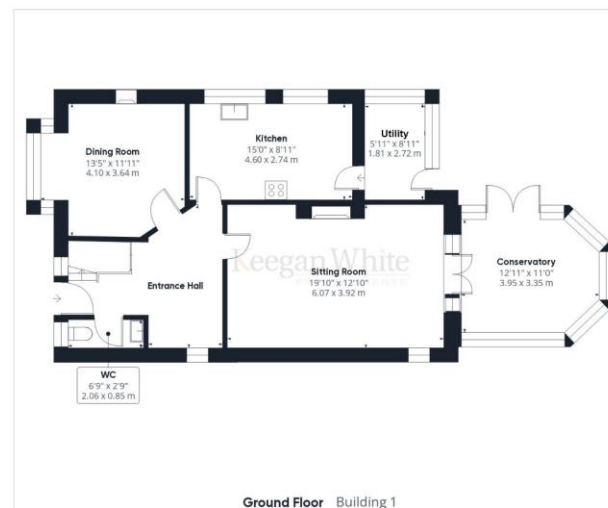 Dining Room
13'5" x 11'11"
4.10 x 3.64 m
Kitchen
15'0" x 8'11"
4.60 x 2.74 m
Utility
5'11" x 8'11"
1.81 x 2.72 m
Keegan White
Entrance Hall
Sitting Room
19'10" x 12'10"
6.07 x 3.92 m
Conservatory
12'11" x 11'0"
3.95 x 3.35 m
WC
6'9" x 2'9"
2.06 x 0.85 m
Ground Floor Building 1